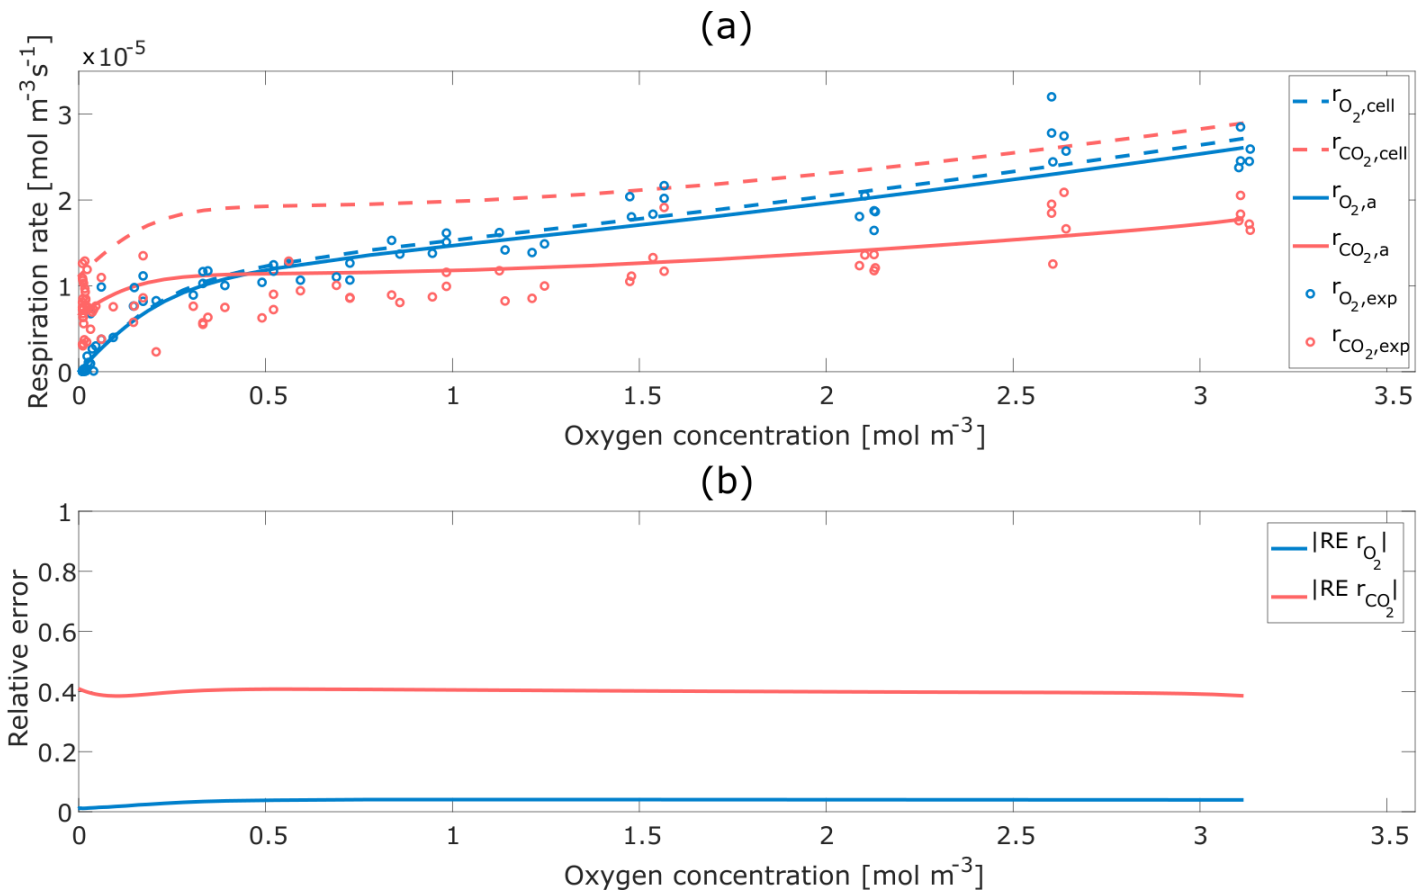 (a)
×10⁻⁵
Respiration rate [mol m⁻³s⁻¹]
3
2
1
0
0 0.5 1 1.5 2 2.5 3 3.5
Oxygen concentration [mol m⁻³]
r_O₂,cell
r_CO₂,cell
r_O₂,a
r_CO₂,a
r_O₂,exp
r_CO₂,exp
(b)
Relative error
1
0.8
0.6
0.4
0.2
0
0 0.5 1 1.5 2 2.5 3 3.5
Oxygen concentration [mol m⁻³]
|RE r_O₂|
|RE r_CO₂|